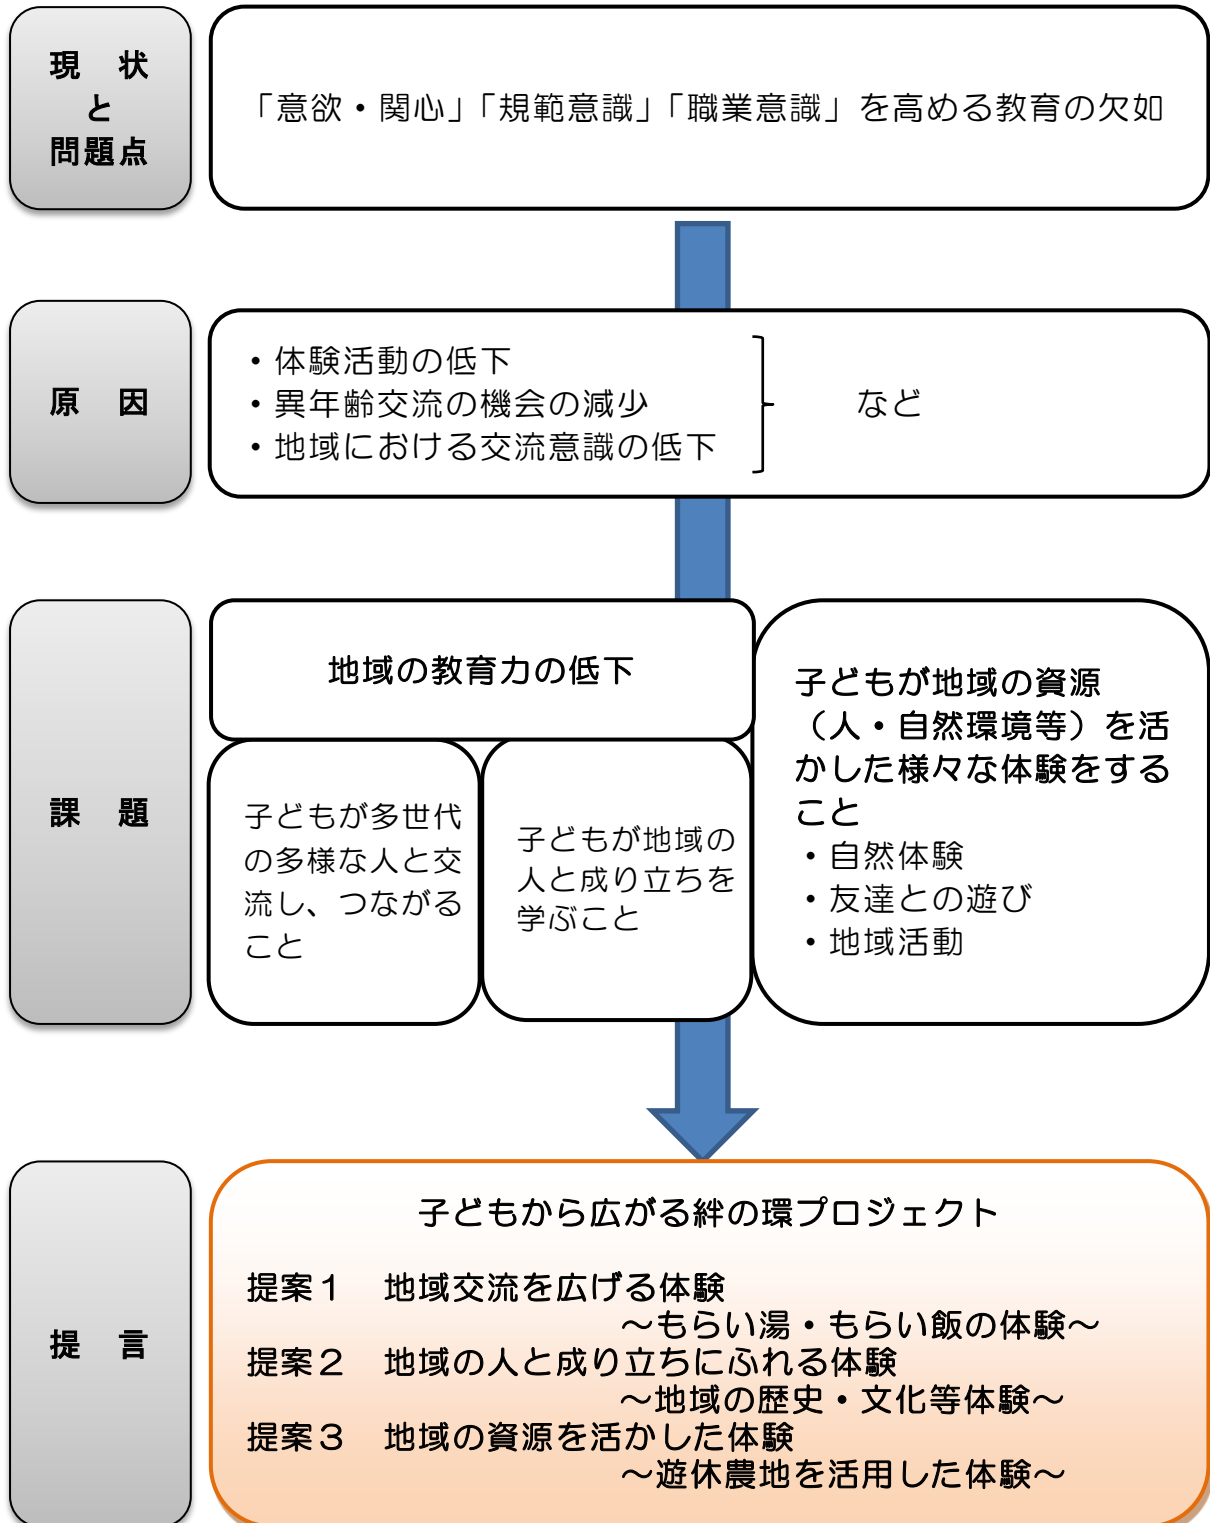 現　状
と
問題点
「意欲・関心」「規範意識」「職業意識」を高める教育の欠如
原　因
・体験活動の低下
・異年齢交流の機会の減少
・地域における交流意識の低下
など
課　題
地域の教育力の低下
子どもが多世代
の多様な人と交
流し、つながる
こと
子どもが地域の
人と成り立ちを
学ぶこと
子どもが地域の資源
（人・自然環境等）を活
かした様々な体験をする
こと
・自然体験
・友達との遊び
・地域活動
提　言
子どもから広がる絆の環プロジェクト
提案１　地域交流を広げる体験
～もらい湯・もらい飯の体験～
提案２　地域の人と成り立ちにふれる体験
～地域の歴史・文化等体験～
提案３　地域の資源を活かした体験
～遊休農地を活用した体験～